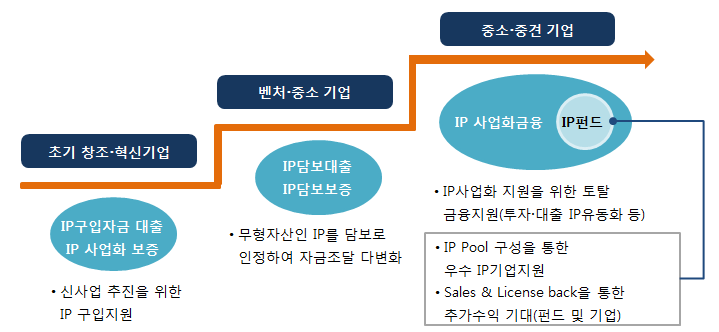 중소·중견 기업
벤처·중소 기업
초기 창조·혁신기업
IP 사업화금융
IP펀드
IP담보대출
IP담보보증
IP구입자금 대출
IP 사업화 보증
• IP사업화 지원을 위한 토탈
금융지원(투자·대출 IP유동화 등)
• 무형자산인 IP를 담보로
인정하여 자금조달 다변화
• 신사업 추진을 위한
IP 구입지원
• IP Pool 구성을 통한
우수 IP기업지원
• Sales & License back을 통한
추가수익 기대(펀드 및 기업)